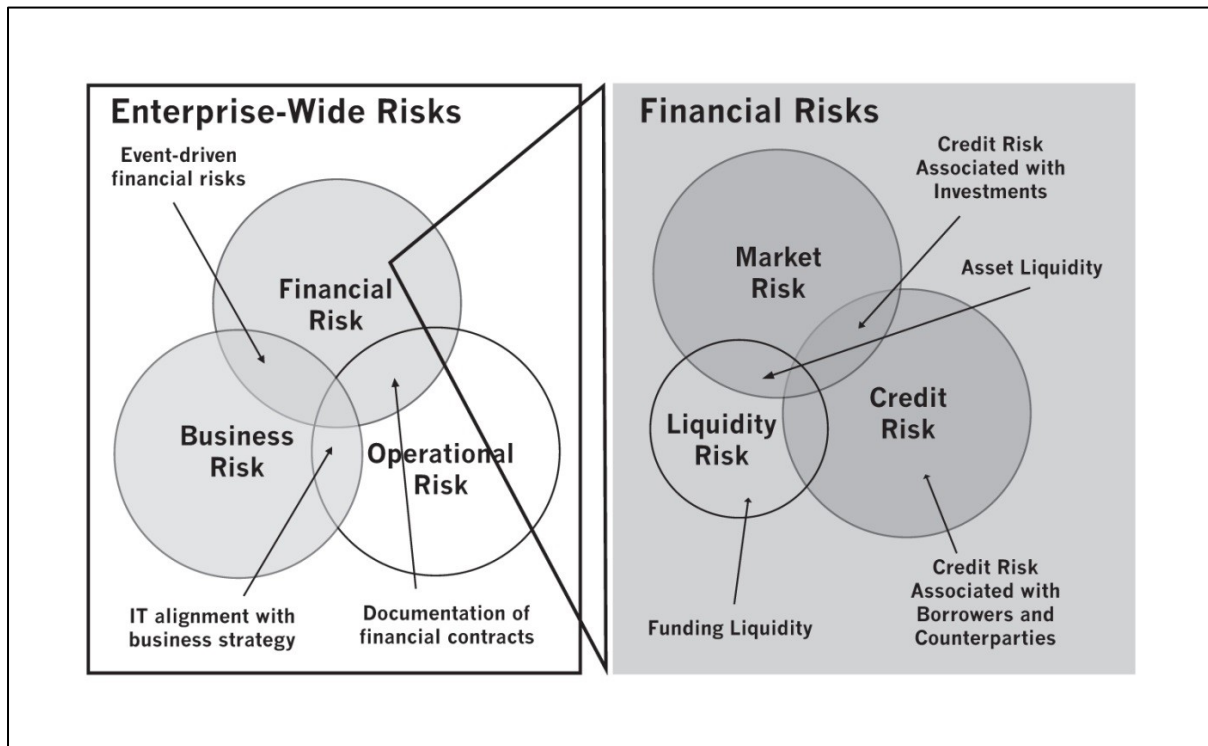 Enterprise-Wide Risks
Event-driven
financial risks
Financial
Risk
Business
Risk
Operational
Risk
IT alignment with
business strategy
Documentation of
financial contracts
Financial Risks
Credit Risk
Associated with
Investments
Market
Risk
Asset Liquidity
Liquidity
Risk
Credit
Risk
Funding Liquidity
Credit Risk
Associated with
Borrowers and
Counterparties